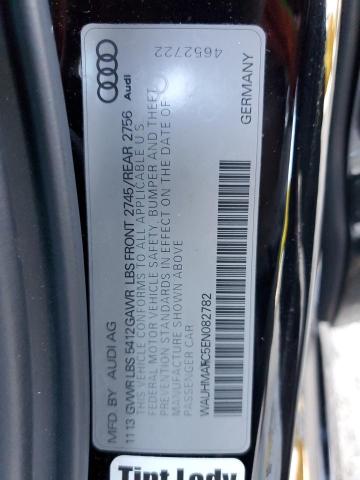 MFD BY AUDI AG
1113 GVWR LBS 5412 GAWR LBS FRONT 2745/REAR 2756
THIS VEHICLE CONFORMS TO ALL APPLICABLE U S
FEDERAL MOTOR VEHICLE SAFETY, BUMPER AND THEFT
PREVENTION STANDARDS IN EFFECT ON THE DATE OF
MANUFACTURE SHOWN ABOVE
PASSENGER CAR
WAUHMAFC5EN082782
GERMANY
Audi
4652722
Tint Lady